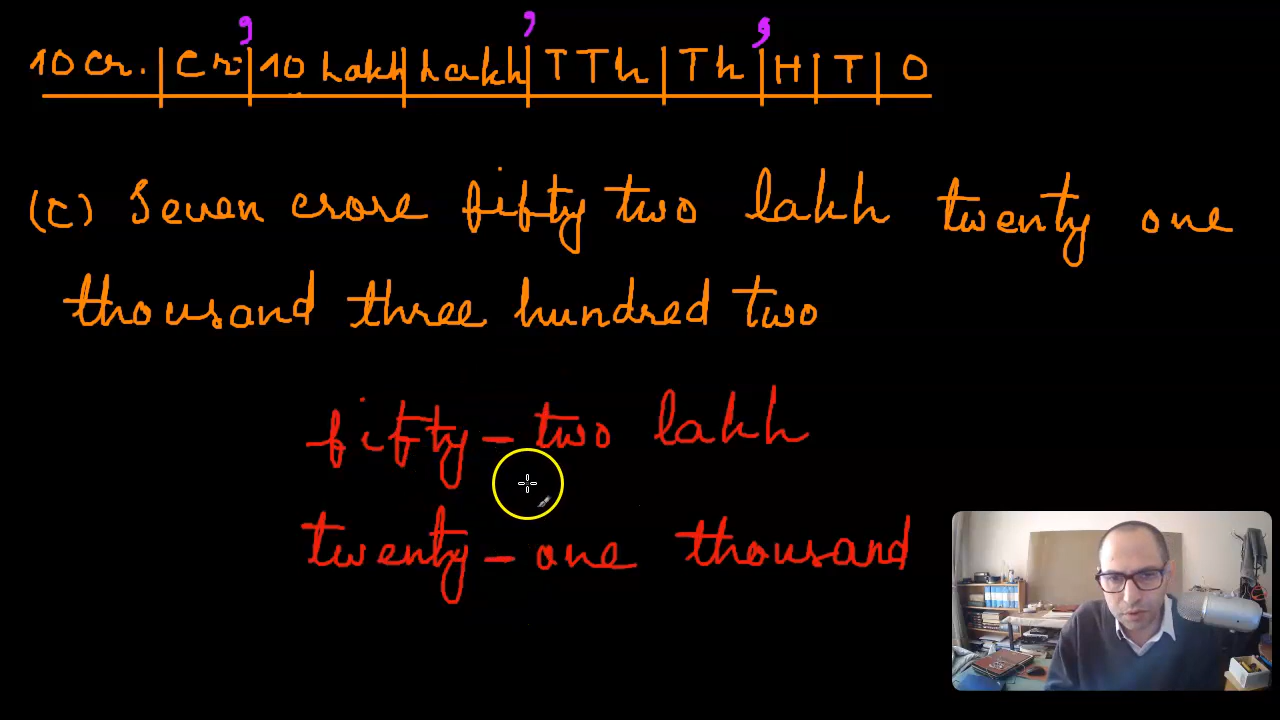 10 Cr. | Cr. , | 10 Lakh | Lakh , | T Th | Th , | H | T | O
(C) Seven crore fifty two lakh twenty one
thousand three hundred two
fifty-two lakh
twenty-one thousand